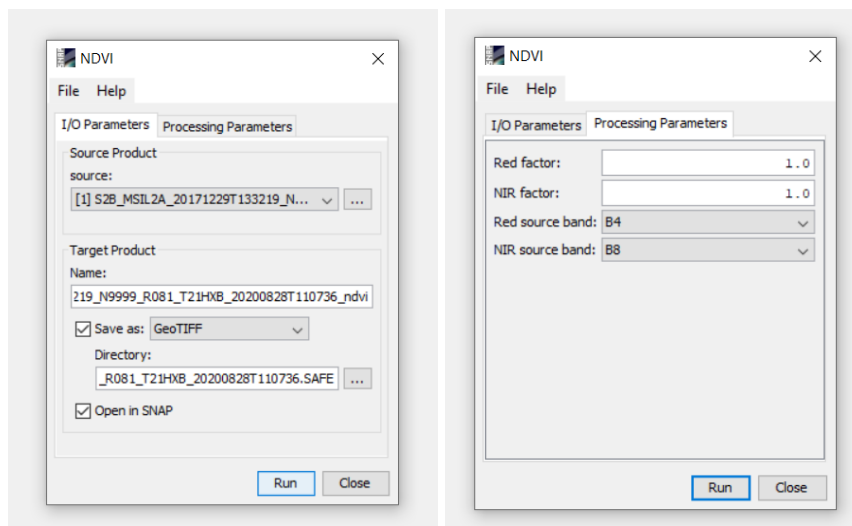 NDVI
File Help
I/O Parameters Processing Parameters
Source Product
source:
[1] S2B_MSIL2A_20171229T133219_N... ...
Target Product
Name:
219_N9999_R081_T21HXB_20200828T110736_ndvi
Save as: GeoTIFF
Directory:
_R081_T21HXB_20200828T110736.SAFE ...
Open in SNAP
Run Close
NDVI
File Help
I/O Parameters Processing Parameters
Red factor: 1.0
NIR factor: 1.0
Red source band: B4
NIR source band: B8
Run Close